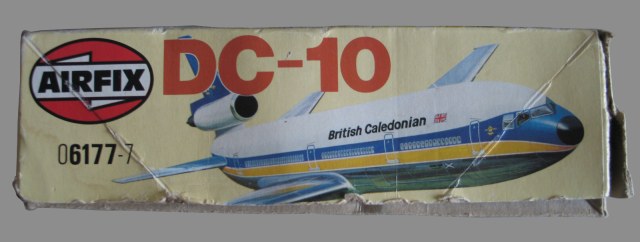 AIRFIX
DC-10
06177-7
British Caledonian